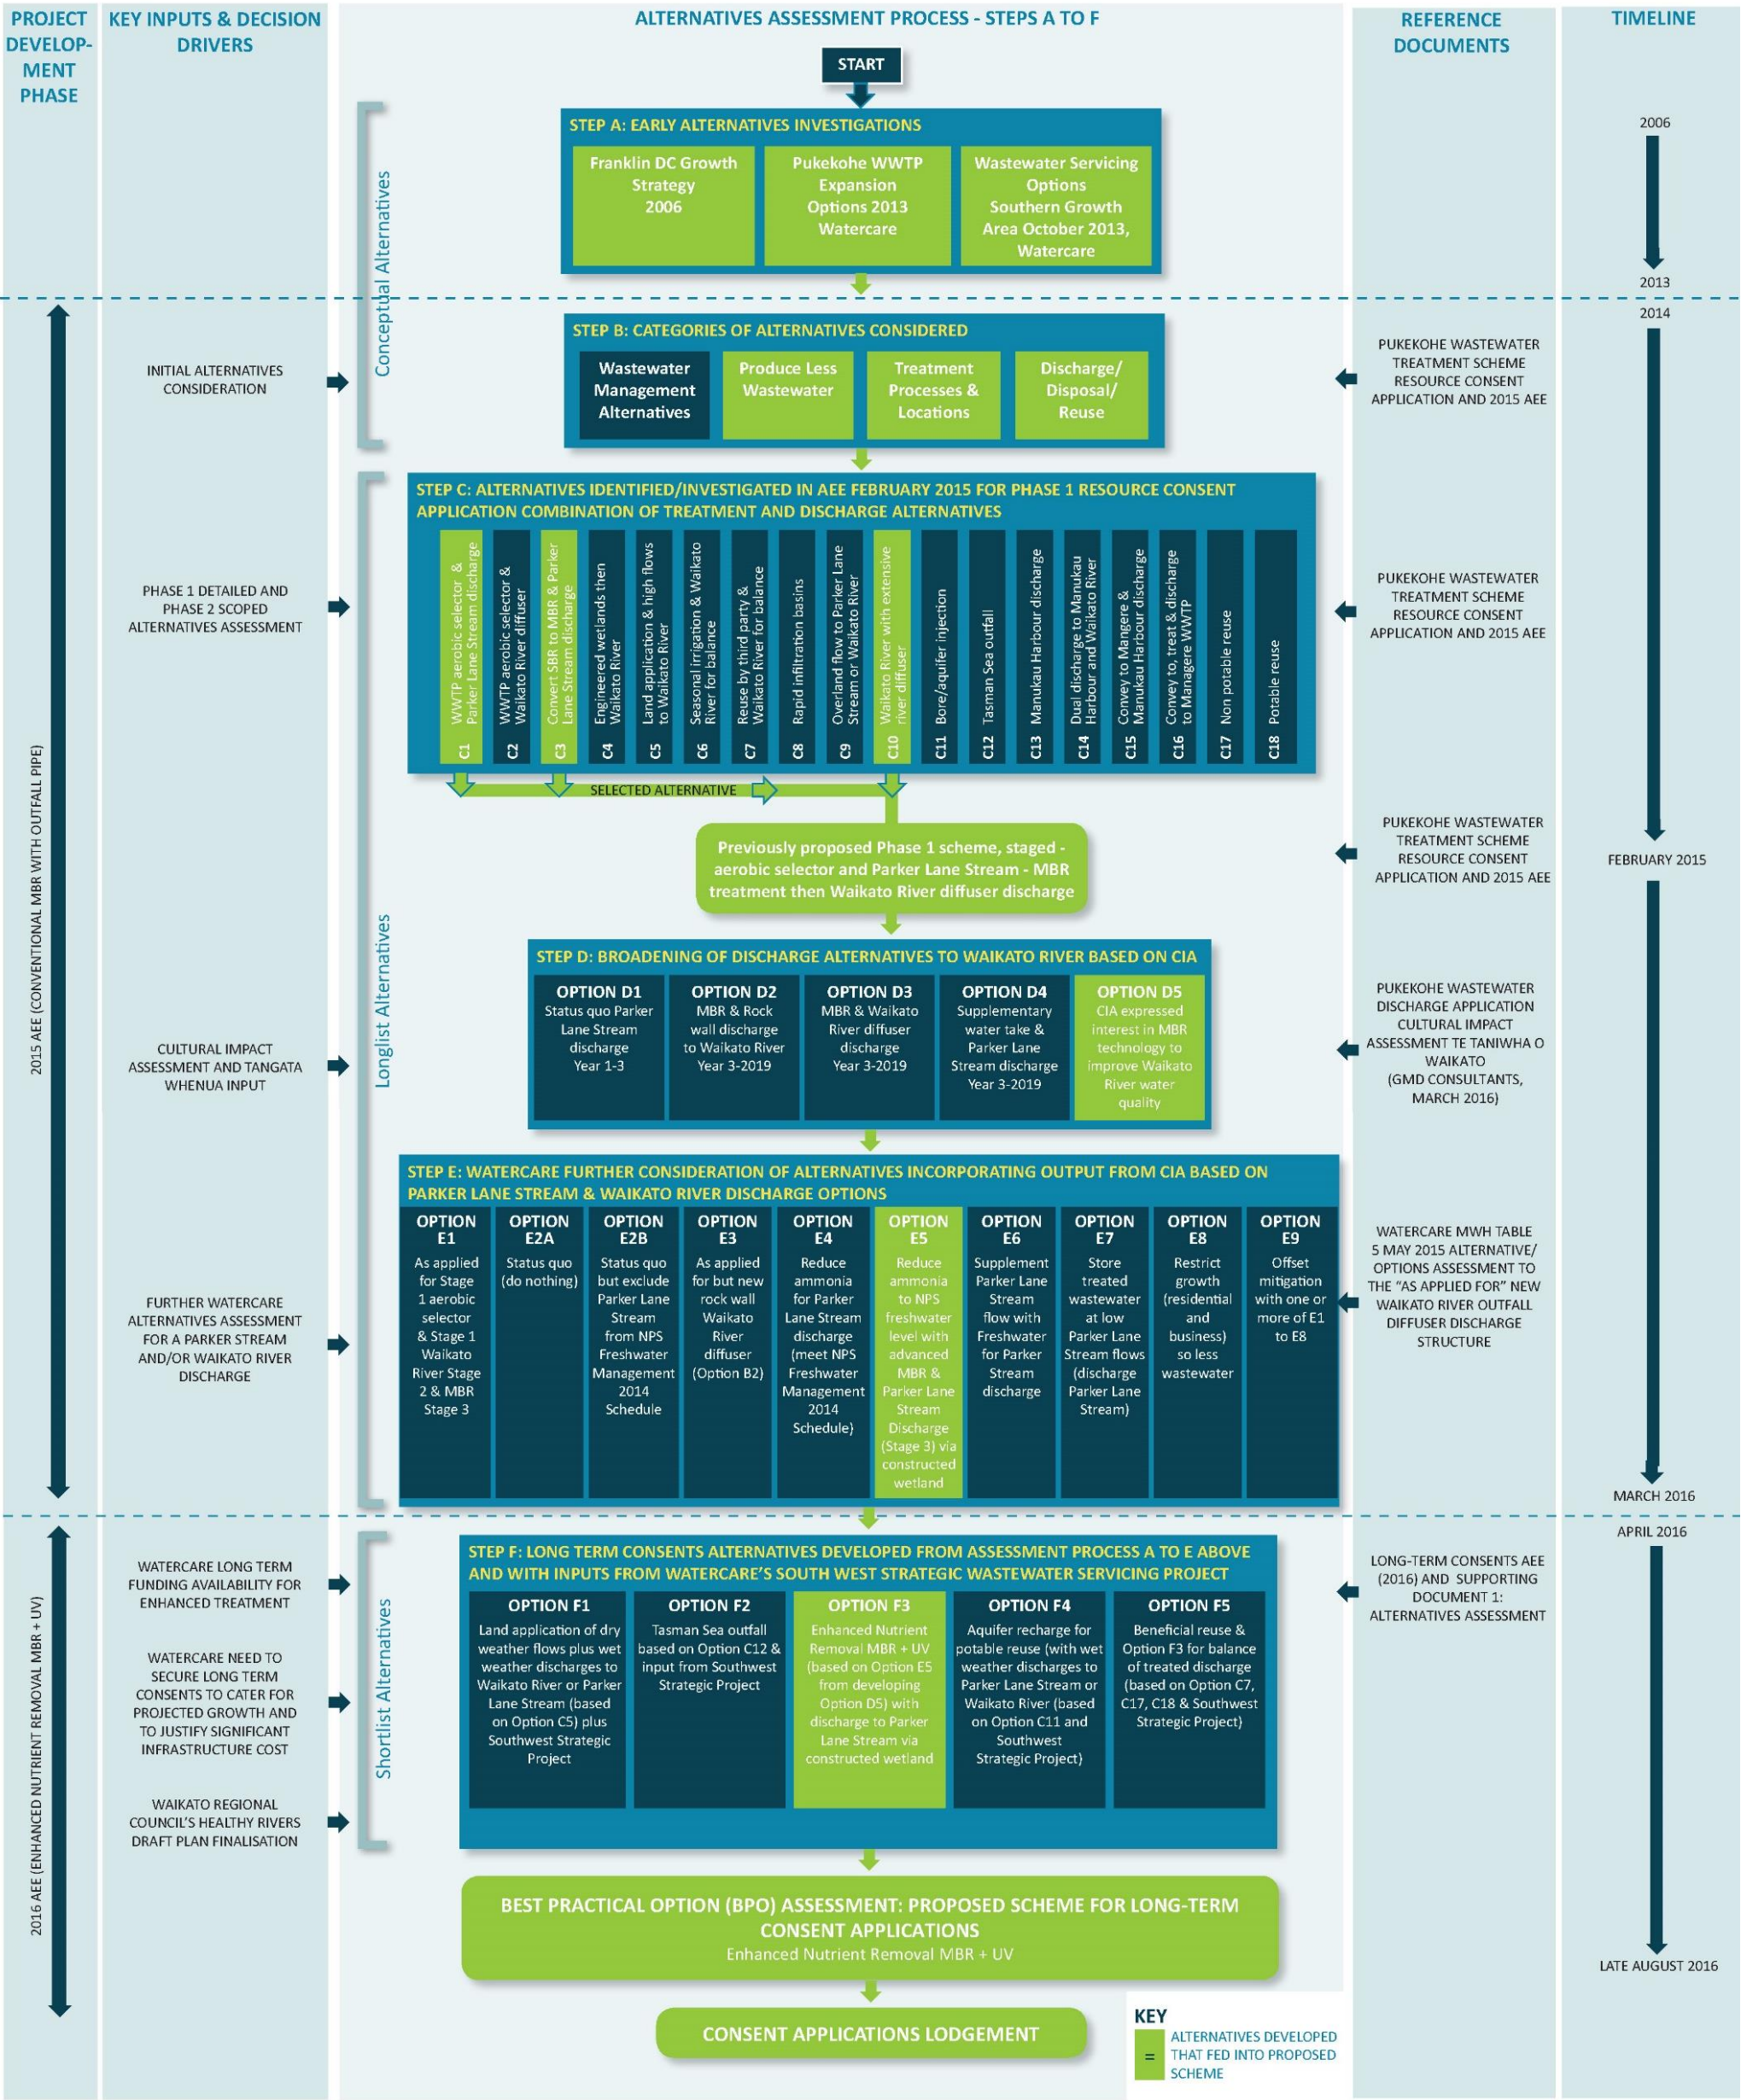 PROJECT
DEVELOP-
MENT
PHASE
KEY INPUTS & DECISION
DRIVERS
ALTERNATIVES ASSESSMENT PROCESS - STEPS A TO F
REFERENCE
DOCUMENTS
TIMELINE
START
STEP A: EARLY ALTERNATIVES INVESTIGATIONS
Franklin DC Growth
Strategy
2006
Pukekohe WWTP
Expansion
Options 2013
Watercare
Wastewater Servicing
Options
Southern Growth
Area October 2013,
Watercare
2006
2013
Conceptual Alternatives
2014
STEP B: CATEGORIES OF ALTERNATIVES CONSIDERED
Wastewater
Management
Alternatives
Produce Less
Wastewater
Treatment
Processes &
Locations
Discharge/
Disposal/
Reuse
INITIAL ALTERNATIVES
CONSIDERATION
PUKEKOHE WASTEWATER
TREATMENT SCHEME
RESOURCE CONSENT
APPLICATION AND 2015 AEE
STEP C: ALTERNATIVES IDENTIFIED/INVESTIGATED IN AEE FEBRUARY 2015 FOR PHASE 1 RESOURCE CONSENT
APPLICATION COMBINATION OF TREATMENT AND DISCHARGE ALTERNATIVES
C1 WWTP aerobic selector &
Parker Lane Stream discharge
C2 WWTP aerobic selector &
Waikato River diffuser
C3 Convert SBR to MBR & Parker
Lane Stream discharge
C4 Engineered wetlands then
Waikato River
C5 Land application & high flows
to Waikato River
C6 Seasonal irrigation & Waikato
River for balance
C7 Reuse by third party &
Waikato River for balance
C8 Rapid infiltration basins
C9 Overland flow to Parker Lane
Stream or Waikato River
C10 Waikato River with extensive
river diffuser
C11 Bore/aquifer injection
C12 Tasman Sea outfall
C13 Manukau Harbour discharge
C14 Dual discharge to Manukau
Harbour and Waikato River
C15 Convey to Mangere &
Manukau Harbour discharge
C16 Convey to, treat & discharge
to Managere WWTP
C17 Non potable reuse
C18 Potable reuse
PHASE 1 DETAILED AND
PHASE 2 SCOPED
ALTERNATIVES ASSESSMENT
PUKEKOHE WASTEWATER
TREATMENT SCHEME
RESOURCE CONSENT
APPLICATION AND 2015 AEE
SELECTED ALTERNATIVE
Previously proposed Phase 1 scheme, staged -
aerobic selector and Parker Lane Stream - MBR
treatment then Waikato River diffuser discharge
PUKEKOHE WASTEWATER
TREATMENT SCHEME
RESOURCE CONSENT
APPLICATION AND 2015 AEE
FEBRUARY 2015
2015 AEE (CONVENTIONAL MBR WITH OUTFALL PIPE)
Longlist Alternatives
STEP D: BROADENING OF DISCHARGE ALTERNATIVES TO WAIKATO RIVER BASED ON CIA
OPTION D1
Status quo Parker
Lane Stream
discharge
Year 1-3
OPTION D2
MBR & Rock
wall discharge
to Waikato River
Year 3-2019
OPTION D3
MBR & Waikato
River diffuser
discharge
Year 3-2019
OPTION D4
Supplementary
water take &
Parker Lane
Stream discharge
Year 3-2019
OPTION D5
CIA expressed
interest in MBR
technology to
improve Waikato
River water
quality
CULTURAL IMPACT
ASSESSMENT AND TANGATA
WHENUA INPUT
PUKEKOHE WASTEWATER
DISCHARGE APPLICATION
CULTURAL IMPACT
ASSESSMENT TE TANIWHA O
WAIKATO
(GMD CONSULTANTS,
MARCH 2016)
STEP E: WATERCARE FURTHER CONSIDERATION OF ALTERNATIVES INCORPORATING OUTPUT FROM CIA BASED ON
PARKER LANE STREAM & WAIKATO RIVER DISCHARGE OPTIONS
OPTION
E1
As applied
for Stage
1 aerobic
selector
& Stage 1
Waikato
River Stage
2 & MBR
Stage 3
OPTION
E2A
Status quo
(do nothing)
OPTION
E2B
Status quo
but exclude
Parker Lane
Stream
from NPS
Freshwater
Management
2014
Schedule
OPTION
E3
As applied
for but new
rock wall
Waikato
River
diffuser
(Option B2)
OPTION
E4
Reduce
ammonia
for Parker
Lane Stream
discharge
(meet NPS
Freshwater
Management
2014
Schedule)
OPTION
E5
Reduce
ammonia
to NPS
freshwater
level with
advanced
MBR &
Parker Lane
Stream
Discharge
(Stage 3) via
constructed
wetland
OPTION
E6
Supplement
Parker Lane
Stream
flow with
Freshwater
for Parker
Stream
discharge
OPTION
E7
Store
treated
wastewater
at low
Parker Lane
Stream flows
(discharge
Parker Lane
Stream)
OPTION
E8
Restrict
growth
(residential
and
business)
so less
wastewater
OPTION
E9
Offset
mitigation
with one or
more of E1
to E8
FURTHER WATERCARE
ALTERNATIVES ASSESSMENT
FOR A PARKER STREAM
AND/OR WAIKATO RIVER
DISCHARGE
WATERCARE MWH TABLE
5 MAY 2015 ALTERNATIVE/
OPTIONS ASSESSMENT TO
THE “AS APPLIED FOR” NEW
WAIKATO RIVER OUTFALL
DIFFUSER DISCHARGE
STRUCTURE
MARCH 2016
APRIL 2016
2016 AEE (ENHANCED NUTRIENT REMOVAL MBR + UV)
Shortlist Alternatives
WATERCARE LONG TERM
FUNDING AVAILABILITY FOR
ENHANCED TREATMENT
WATERCARE NEED TO
SECURE LONG TERM
CONSENTS TO CATER FOR
PROJECTED GROWTH AND
TO JUSTIFY SIGNIFICANT
INFRASTRUCTURE COST
WAIKATO REGIONAL
COUNCIL’S HEALTHY RIVERS
DRAFT PLAN FINALISATION
STEP F: LONG TERM CONSENTS ALTERNATIVES DEVELOPED FROM ASSESSMENT PROCESS A TO E ABOVE
AND WITH INPUTS FROM WATERCARE’S SOUTH WEST STRATEGIC WASTEWATER SERVICING PROJECT
OPTION F1
Land application of dry
weather flows plus wet
weather discharges to
Waikato River or Parker
Lane Stream (based
on Option C5) plus
Southwest Strategic
Project
OPTION F2
Tasman Sea outfall
based on Option C12 &
input from Southwest
Strategic Project
OPTION F3
Enhanced Nutrient
Removal MBR + UV
(based on Option E5
from developing
Option D5) with
discharge to Parker
Lane Stream via
constructed wetland
OPTION F4
Aquifer recharge for
potable reuse (with wet
weather discharges to
Parker Lane Stream or
Waikato River (based
on Option C11 and
Southwest
Strategic Project)
OPTION F5
Beneficial reuse &
Option F3 for balance
of treated discharge
(based on Option C7,
C17, C18 & Southwest
Strategic Project)
LONG-TERM CONSENTS AEE
(2016) AND SUPPORTING
DOCUMENT 1:
ALTERNATIVES ASSESSMENT
BEST PRACTICAL OPTION (BPO) ASSESSMENT: PROPOSED SCHEME FOR LONG-TERM
CONSENT APPLICATIONS
Enhanced Nutrient Removal MBR + UV
LATE AUGUST 2016
CONSENT APPLICATIONS LODGEMENT
KEY
=
ALTERNATIVES DEVELOPED
THAT FED INTO PROPOSED
SCHEME